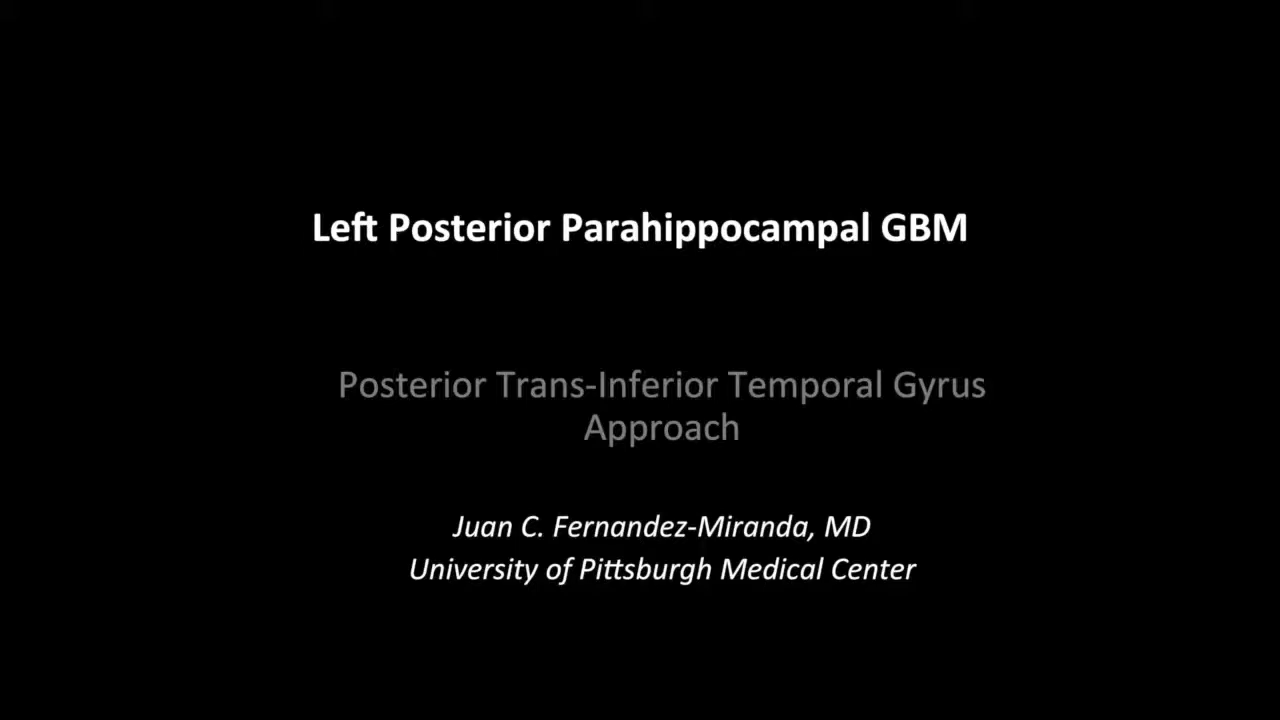 Left Posterior Parahippocampal GBM
Posterior Trans-Inferior Temporal Gyrus
Approach
Juan C. Fernandez-Miranda, MD
University of Pittsburgh Medical Center